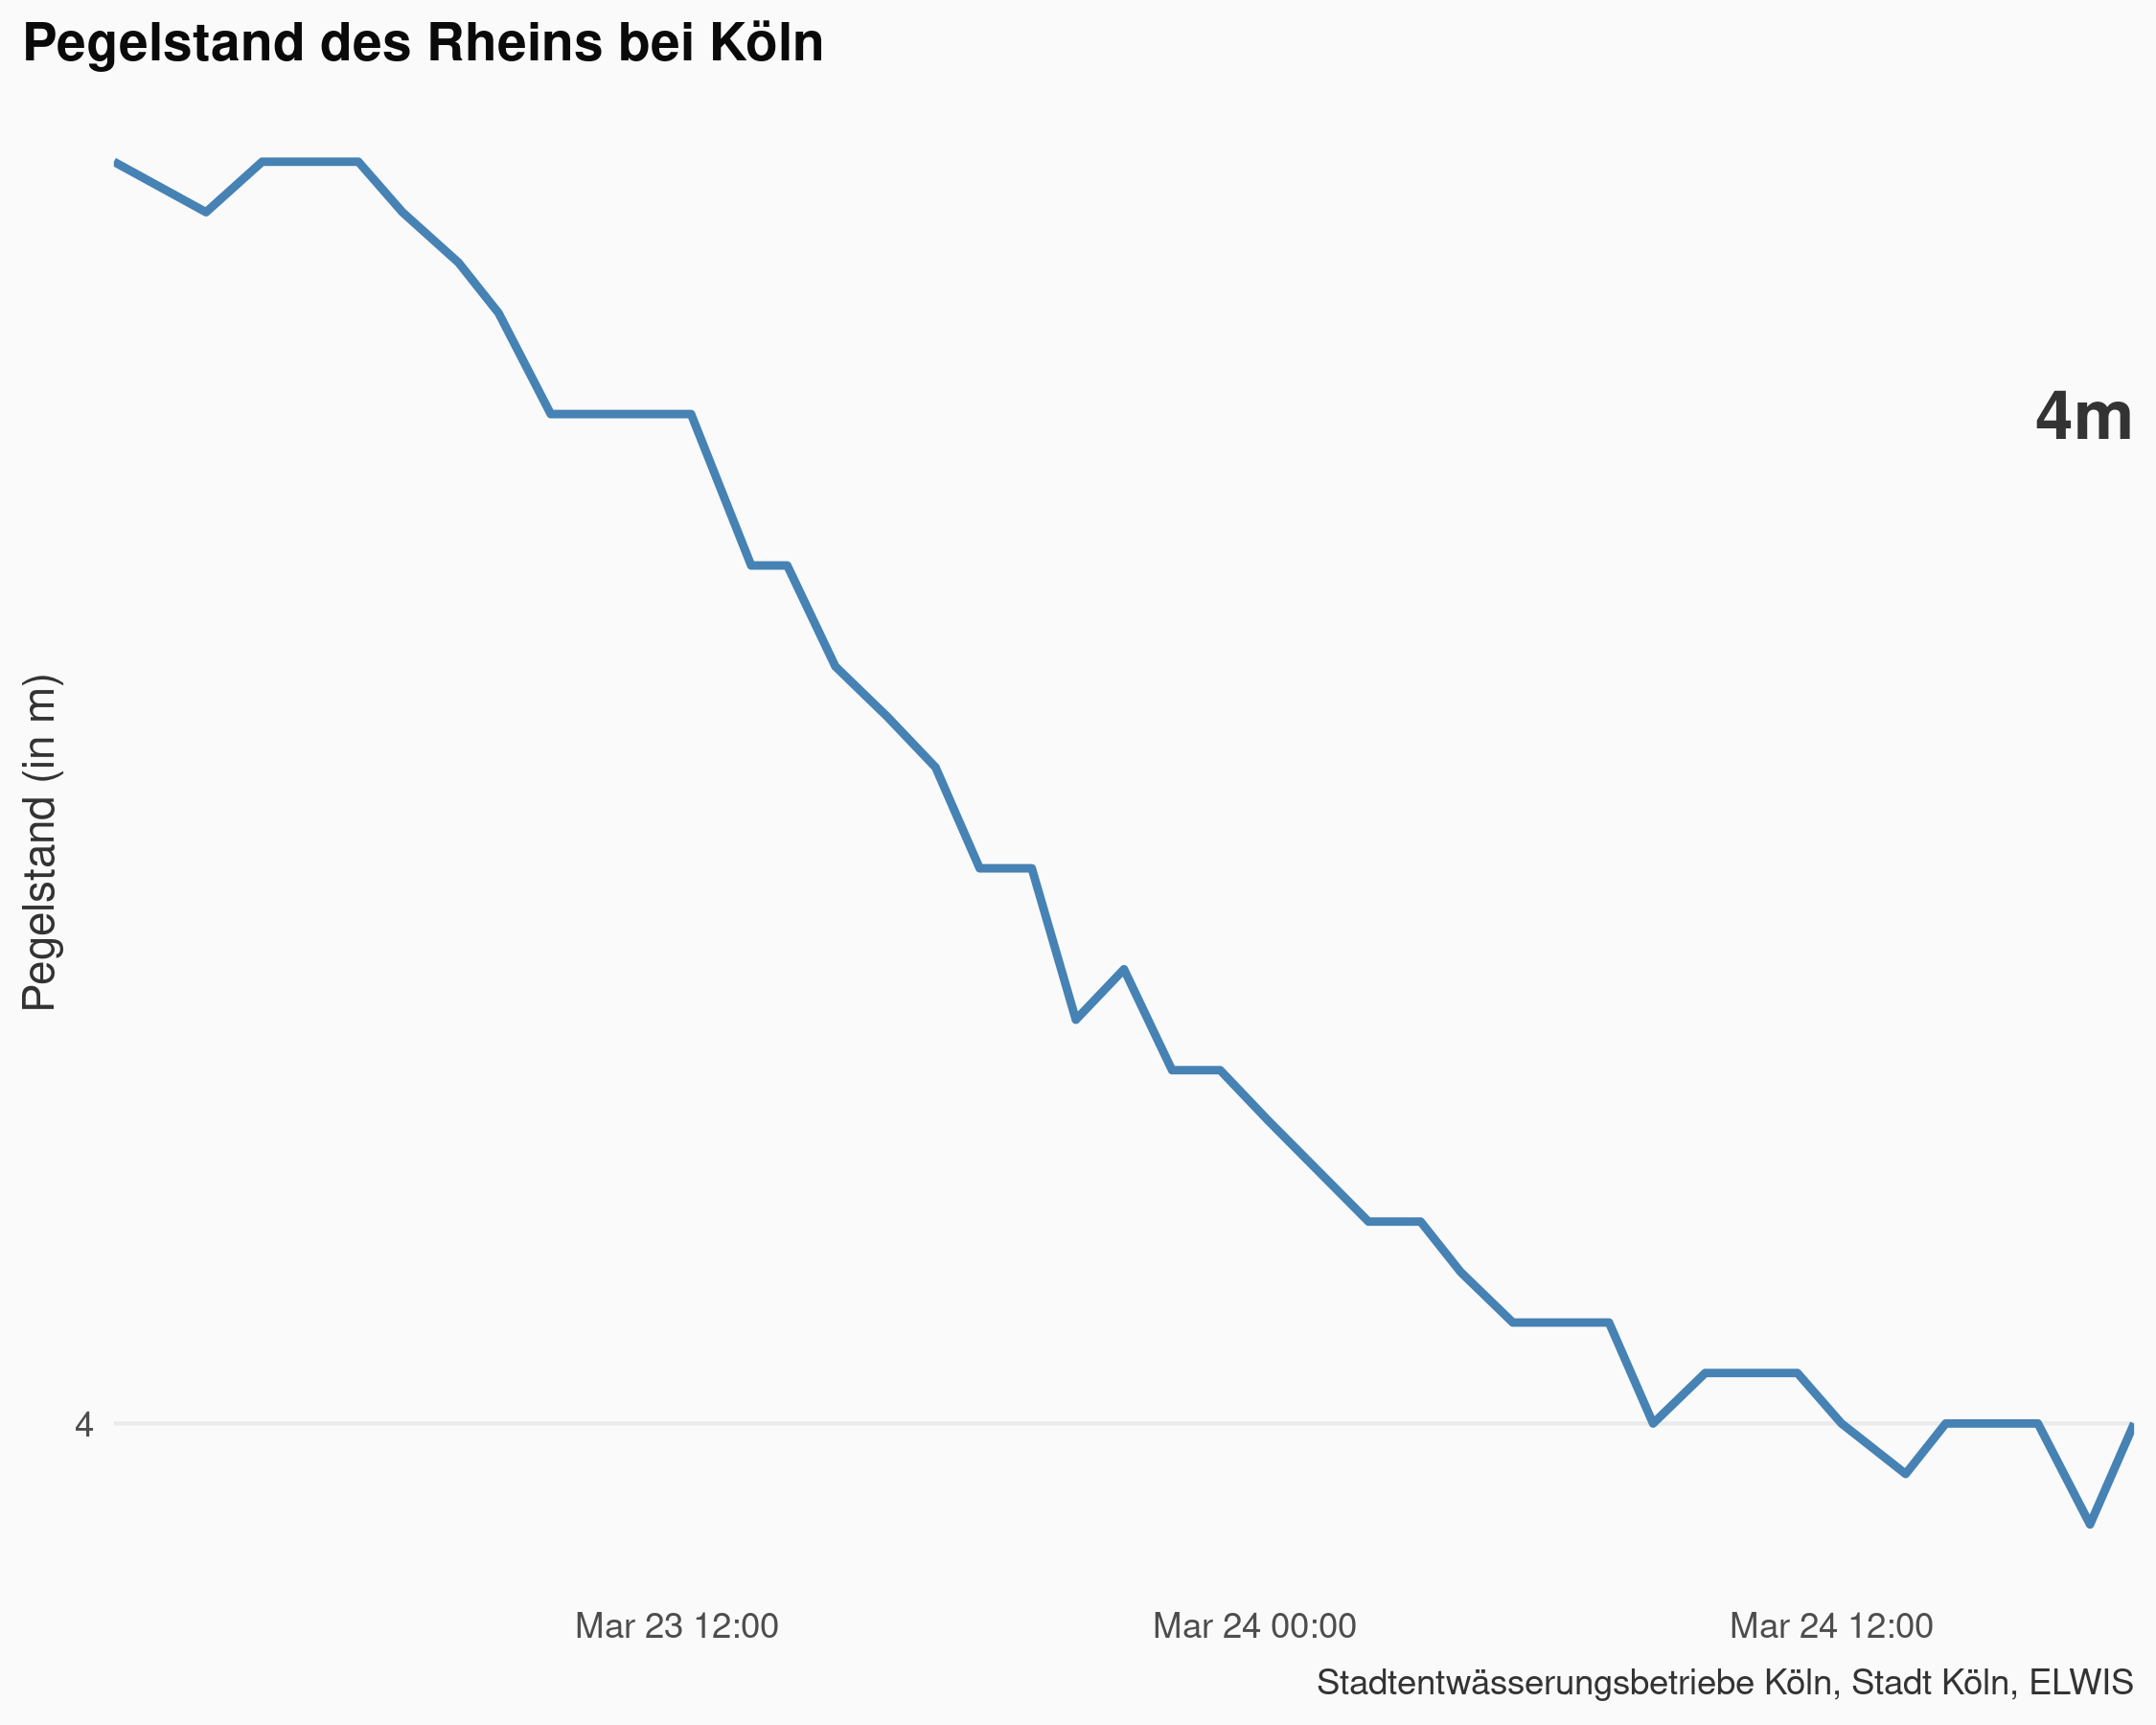 Pegelstand des Rheins bei Köln
4m
Pegelstand (in m)
4
Mar 23 12:00
Mar 24 00:00
Mar 24 12:00
Stadtentwässerungsbetriebe Köln, Stadt Köln, ELWIS